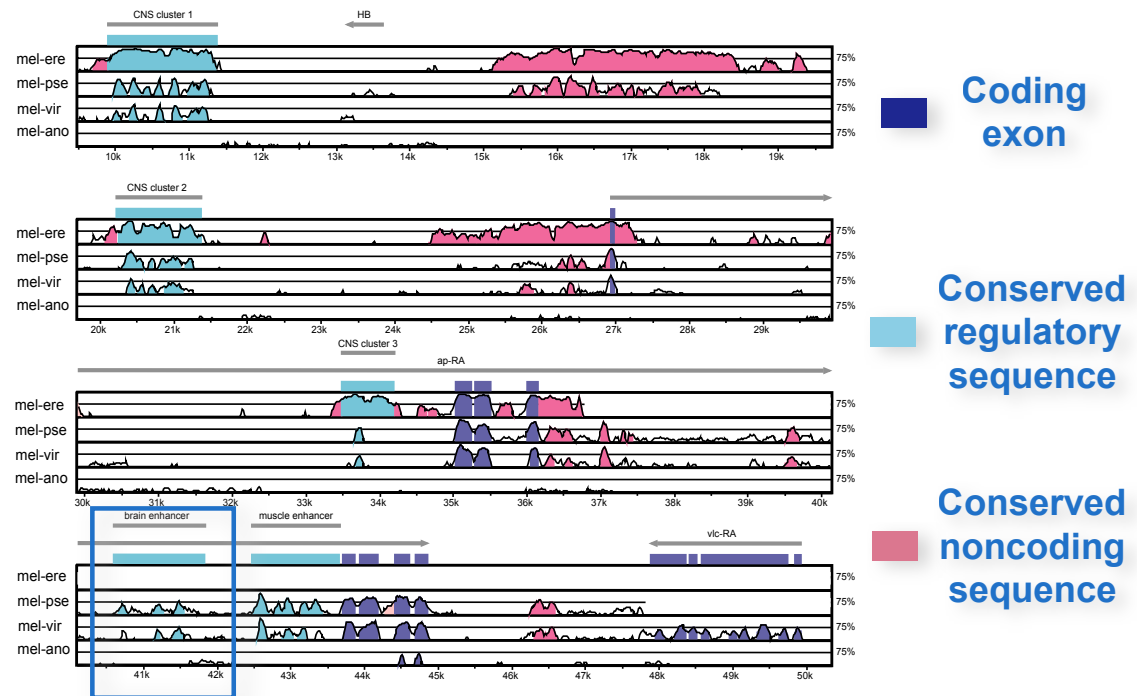 CNS cluster 1
HB
mel-ere 75%
mel-pse 75%
mel-vir 75%
mel-ano 75%
10k 11k 12k 13k 14k 15k 16k 17k 18k 19k
CNS cluster 2
mel-ere 75%
mel-pse 75%
mel-vir 75%
mel-ano 75%
20k 21k 22k 23k 24k 25k 26k 27k 28k 29k
CNS cluster 3
ap-RA
mel-ere 75%
mel-pse 75%
mel-vir 75%
mel-ano 75%
30k 31k 32k 33k 34k 35k 36k 37k 38k 39k 40k
brain enhancer
muscle enhancer
vlc-RA
mel-ere 75%
mel-pse 75%
mel-vir 75%
mel-ano 75%
41k 42k 43k 44k 45k 46k 47k 48k 49k 50k
Coding
exon
Conserved
regulatory
sequence
Conserved
noncoding
sequence